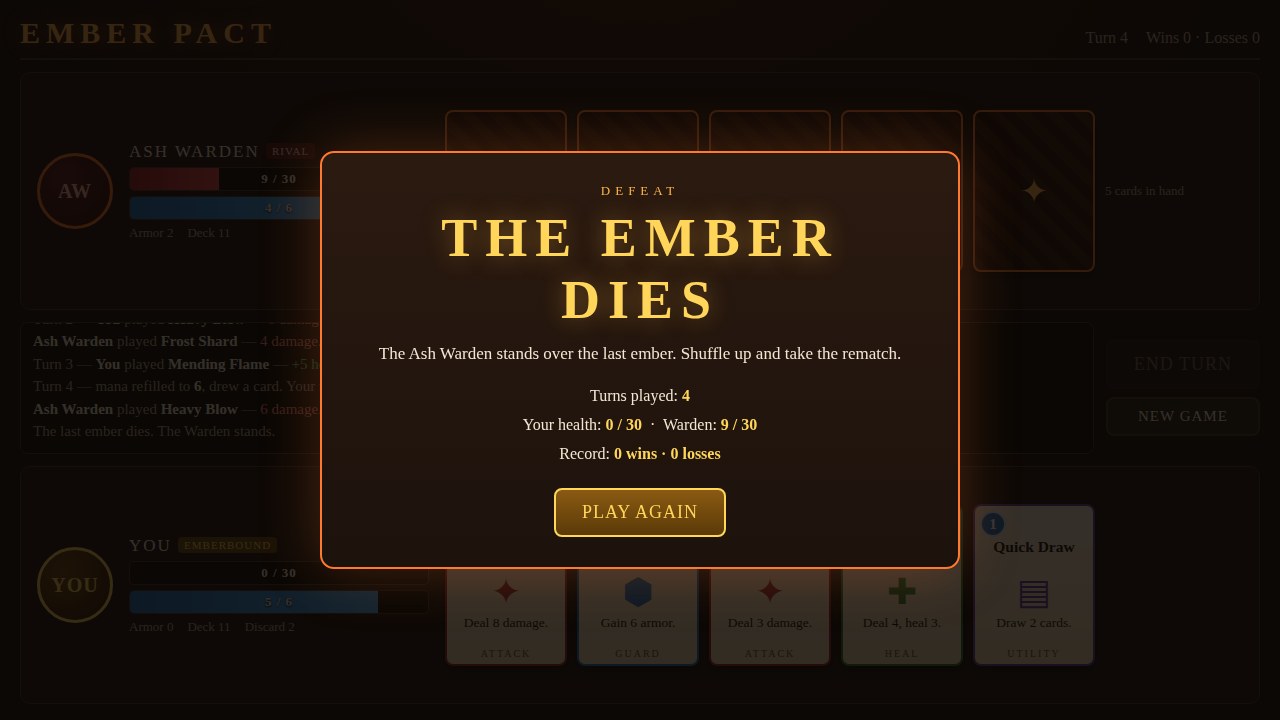 EMBER PACT
Turn 4 Wins 0 · Losses 0
AW
ASH WARDEN RIVAL
9 / 30
4 / 6
Armor 2 Deck 11
5 cards in hand
DEFEAT
THE EMBER
DIES
The Ash Warden stands over the last ember. Shuffle up and take the rematch.
Turns played: 4
Your health: 0 / 30 · Warden: 9 / 30
Record: 0 wins · 0 losses
PLAY AGAIN
Ash Warden played Frost Shard — 4 damage
Turn 3 — You played Mending Flame — +5
Turn 4 — mana refilled to 6, drew a card. Your
Ash Warden played Heavy Blow — 6 damage
The last ember dies. The Warden stands.
END TURN
NEW GAME
YOU
YOU EMBERBOUND
0 / 30
5 / 6
Armor 0 Deck 11 Discard 2
Deal 8 damage.
ATTACK
Gain 6 armor.
GUARD
Deal 3 damage.
ATTACK
Deal 4, heal 3.
HEAL
1
Quick Draw
Draw 2 cards.
UTILITY